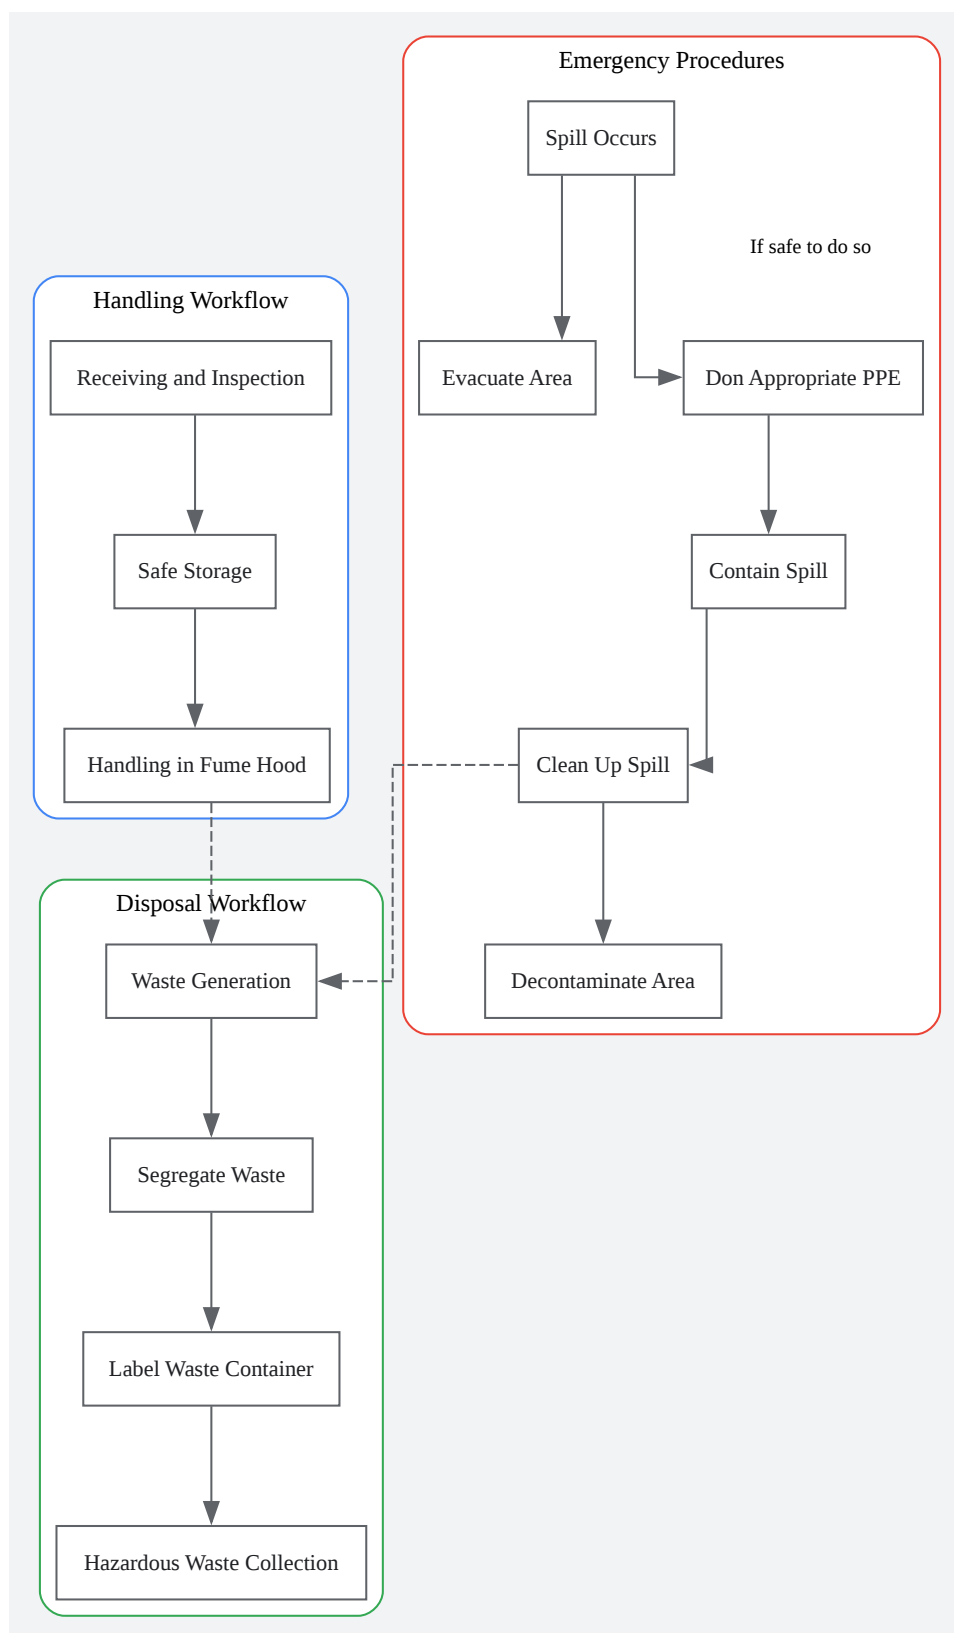 Emergency Procedures
Spill Occurs
If safe to do so
Evacuate Area
Don Appropriate PPE
Contain Spill
Clean Up Spill
Decontaminate Area
Handling Workflow
Receiving and Inspection
Safe Storage
Handling in Fume Hood
Disposal Workflow
Waste Generation
Segregate Waste
Label Waste Container
Hazardous Waste Collection